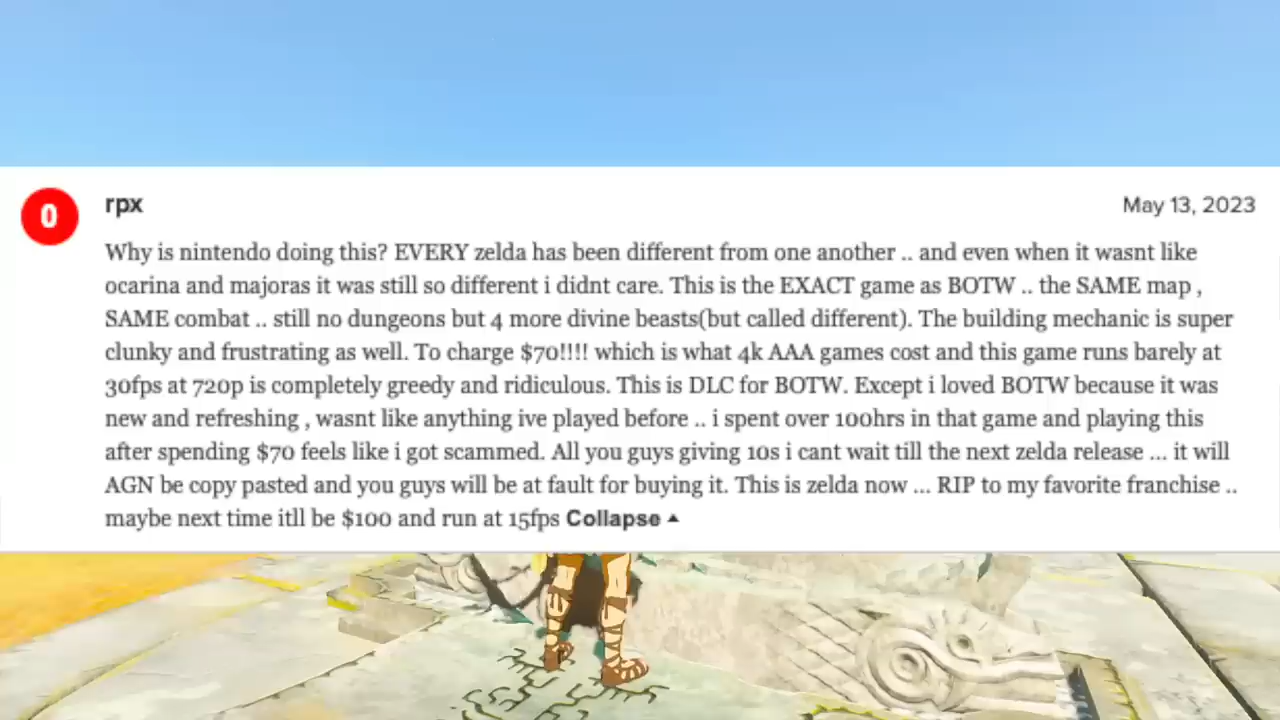 0
rpx
May 13, 2023
Why is nintendo doing this? EVERY zelda has been different from one another .. and even when it wasnt like
ocarina and majoras it was still so different i didnt care. This is the EXACT game as BOTW .. the SAME map ,
SAME combat .. still no dungeons but 4 more divine beasts(but called different). The building mechanic is super
clunky and frustrating as well. To charge $70!!!! which is what 4k AAA games cost and this game runs barely at
30fps at 720p is completely greedy and ridiculous. This is DLC for BOTW. Except i loved BOTW because it was
new and refreshing , wasnt like anything ive played before .. i spent over 100hrs in that game and playing this
after spending $70 feels like i got scammed. All you guys giving 10s i cant wait till the next zelda release ... it will
AGN be copy pasted and you guys will be at fault for buying it. This is zelda now ... RIP to my favorite franchise ..
maybe next time itll be $100 and run at 15fps Collapse ▲